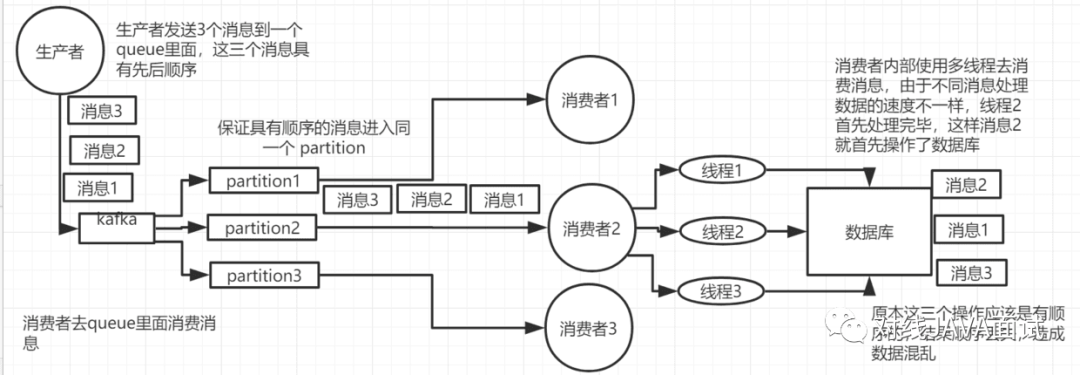 生产者
生产者发送3个消息到一个
queue里面，这三个消息具
有先后顺序
消息3
消息2
消息1
kafka
保证具有顺序的消息进入同
一个 partition
partition1
partition2
partition3
消息3
消息2
消息1
消费者1
消费者2
消费者3
线程1
线程2
线程3
消费者内部使用多线程去消
费消息，由于不同消息处理
数据的速度不一样，线程2
首先处理完毕，这样消息2
就首先操作了数据库
数据库
消息2
消息1
消息3
原本这三个操作应该是有顺
数据混乱
消费者去queue里面消费消
息
JAVA面试